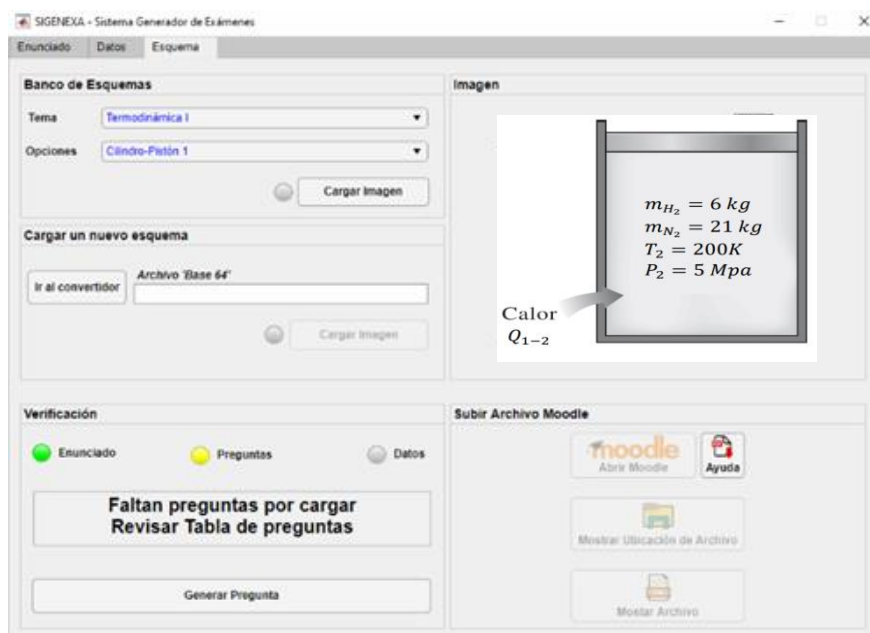 SIGENEXA - Sistema Generador de Exámenes
Enunciado Datos Esquema
Banco de Esquemas
Tema Termodinámica I
Opciones Cilindro-Pistón 1
Cargar Imagen
Cargar un nuevo esquema
Archivo 'Base 64'
Ir al convertidor
Cargar Imagen
Imagen
m_{H_2} = 6 kg
m_{N_2} = 21 kg
T_2 = 200K
P_2 = 5 Mpa
Calor
Q_{1-2}
Verificación
Enunciado Preguntas Datos
Faltan preguntas por cargar
Revisar Tabla de preguntas
Generar Pregunta
Subir Archivo Moodle
moodle
Abrir Moodle
Ayuda
Mostrar Ubicación de Archivo
Mostar Archivo